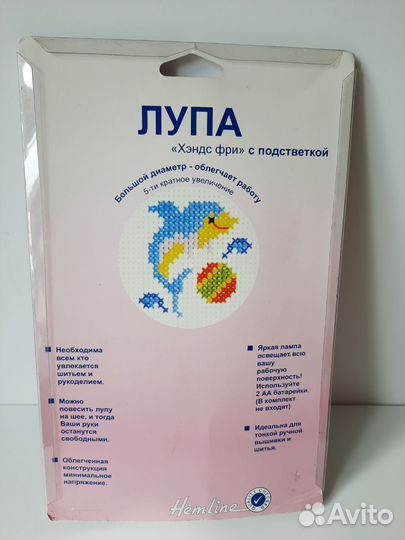 ЛУПА
«Хэндс фри» с подстветкой
Большой диаметр - облегчает работу
5-ти кратное увеличение
Необходима
всем кто
увлекается
шитьем и
рукоделием.
Можно
повесить лупу
на шее, и тогда
Ваши руки
останутся
свободными.
Облегченная
конструкция
минимальное
напряжение.
Яркая лампа
освещает всю
вашу
рабочую
поверхность!
Используйте
2 АА батарейки.
(В комплект
не входят)
Идеальна для
тонкой ручной
вышивки и
шитья.
Hemline
Avito